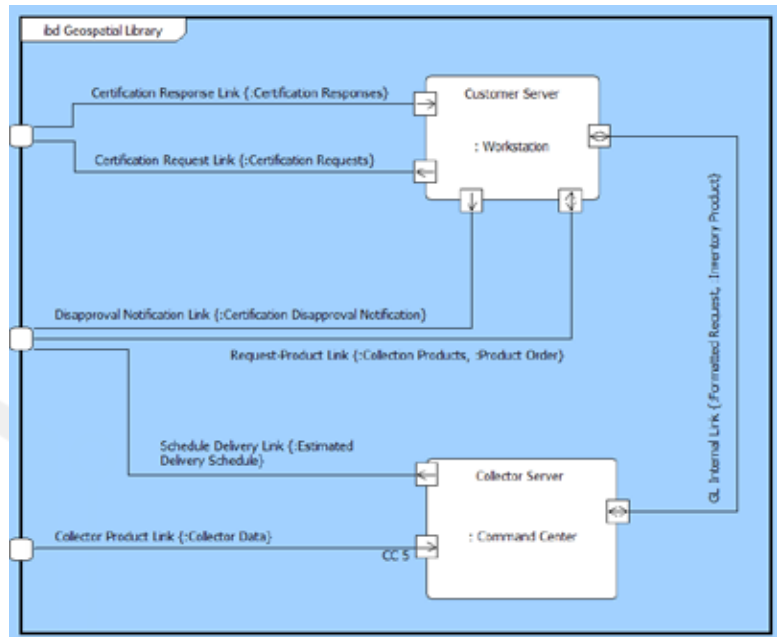 ibd Geospatial Library
Certification Response Link {:Certification Responses}
Customer Server
: Workstation
Certification Request Link {:Certification Requests}
GL Internal Link {:Formatted Request, :Inventory Product}
Disapproval Notification Link {:Certification Disapproval Notification}
Request-Product Link {:Collection Products, :Product Order}
Schedule Delivery Link {:Estimated
Delivery Schedule}
Collector Server
: Command Center
Collector Product Link {:Collector Data}
CC 5